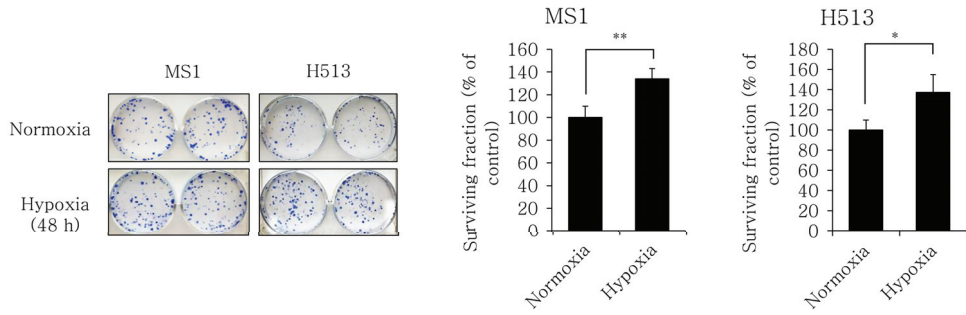 MS1
H513
Normoxia
Hypoxia
(48 h)
MS1
**
Surviving fraction (% of
control)
160
140
120
100
80
60
40
20
0
Normoxia
Hypoxia
H513
*
Surviving fraction (% of
control)
180
160
140
120
100
80
60
40
20
0
Normoxia
Hypoxia